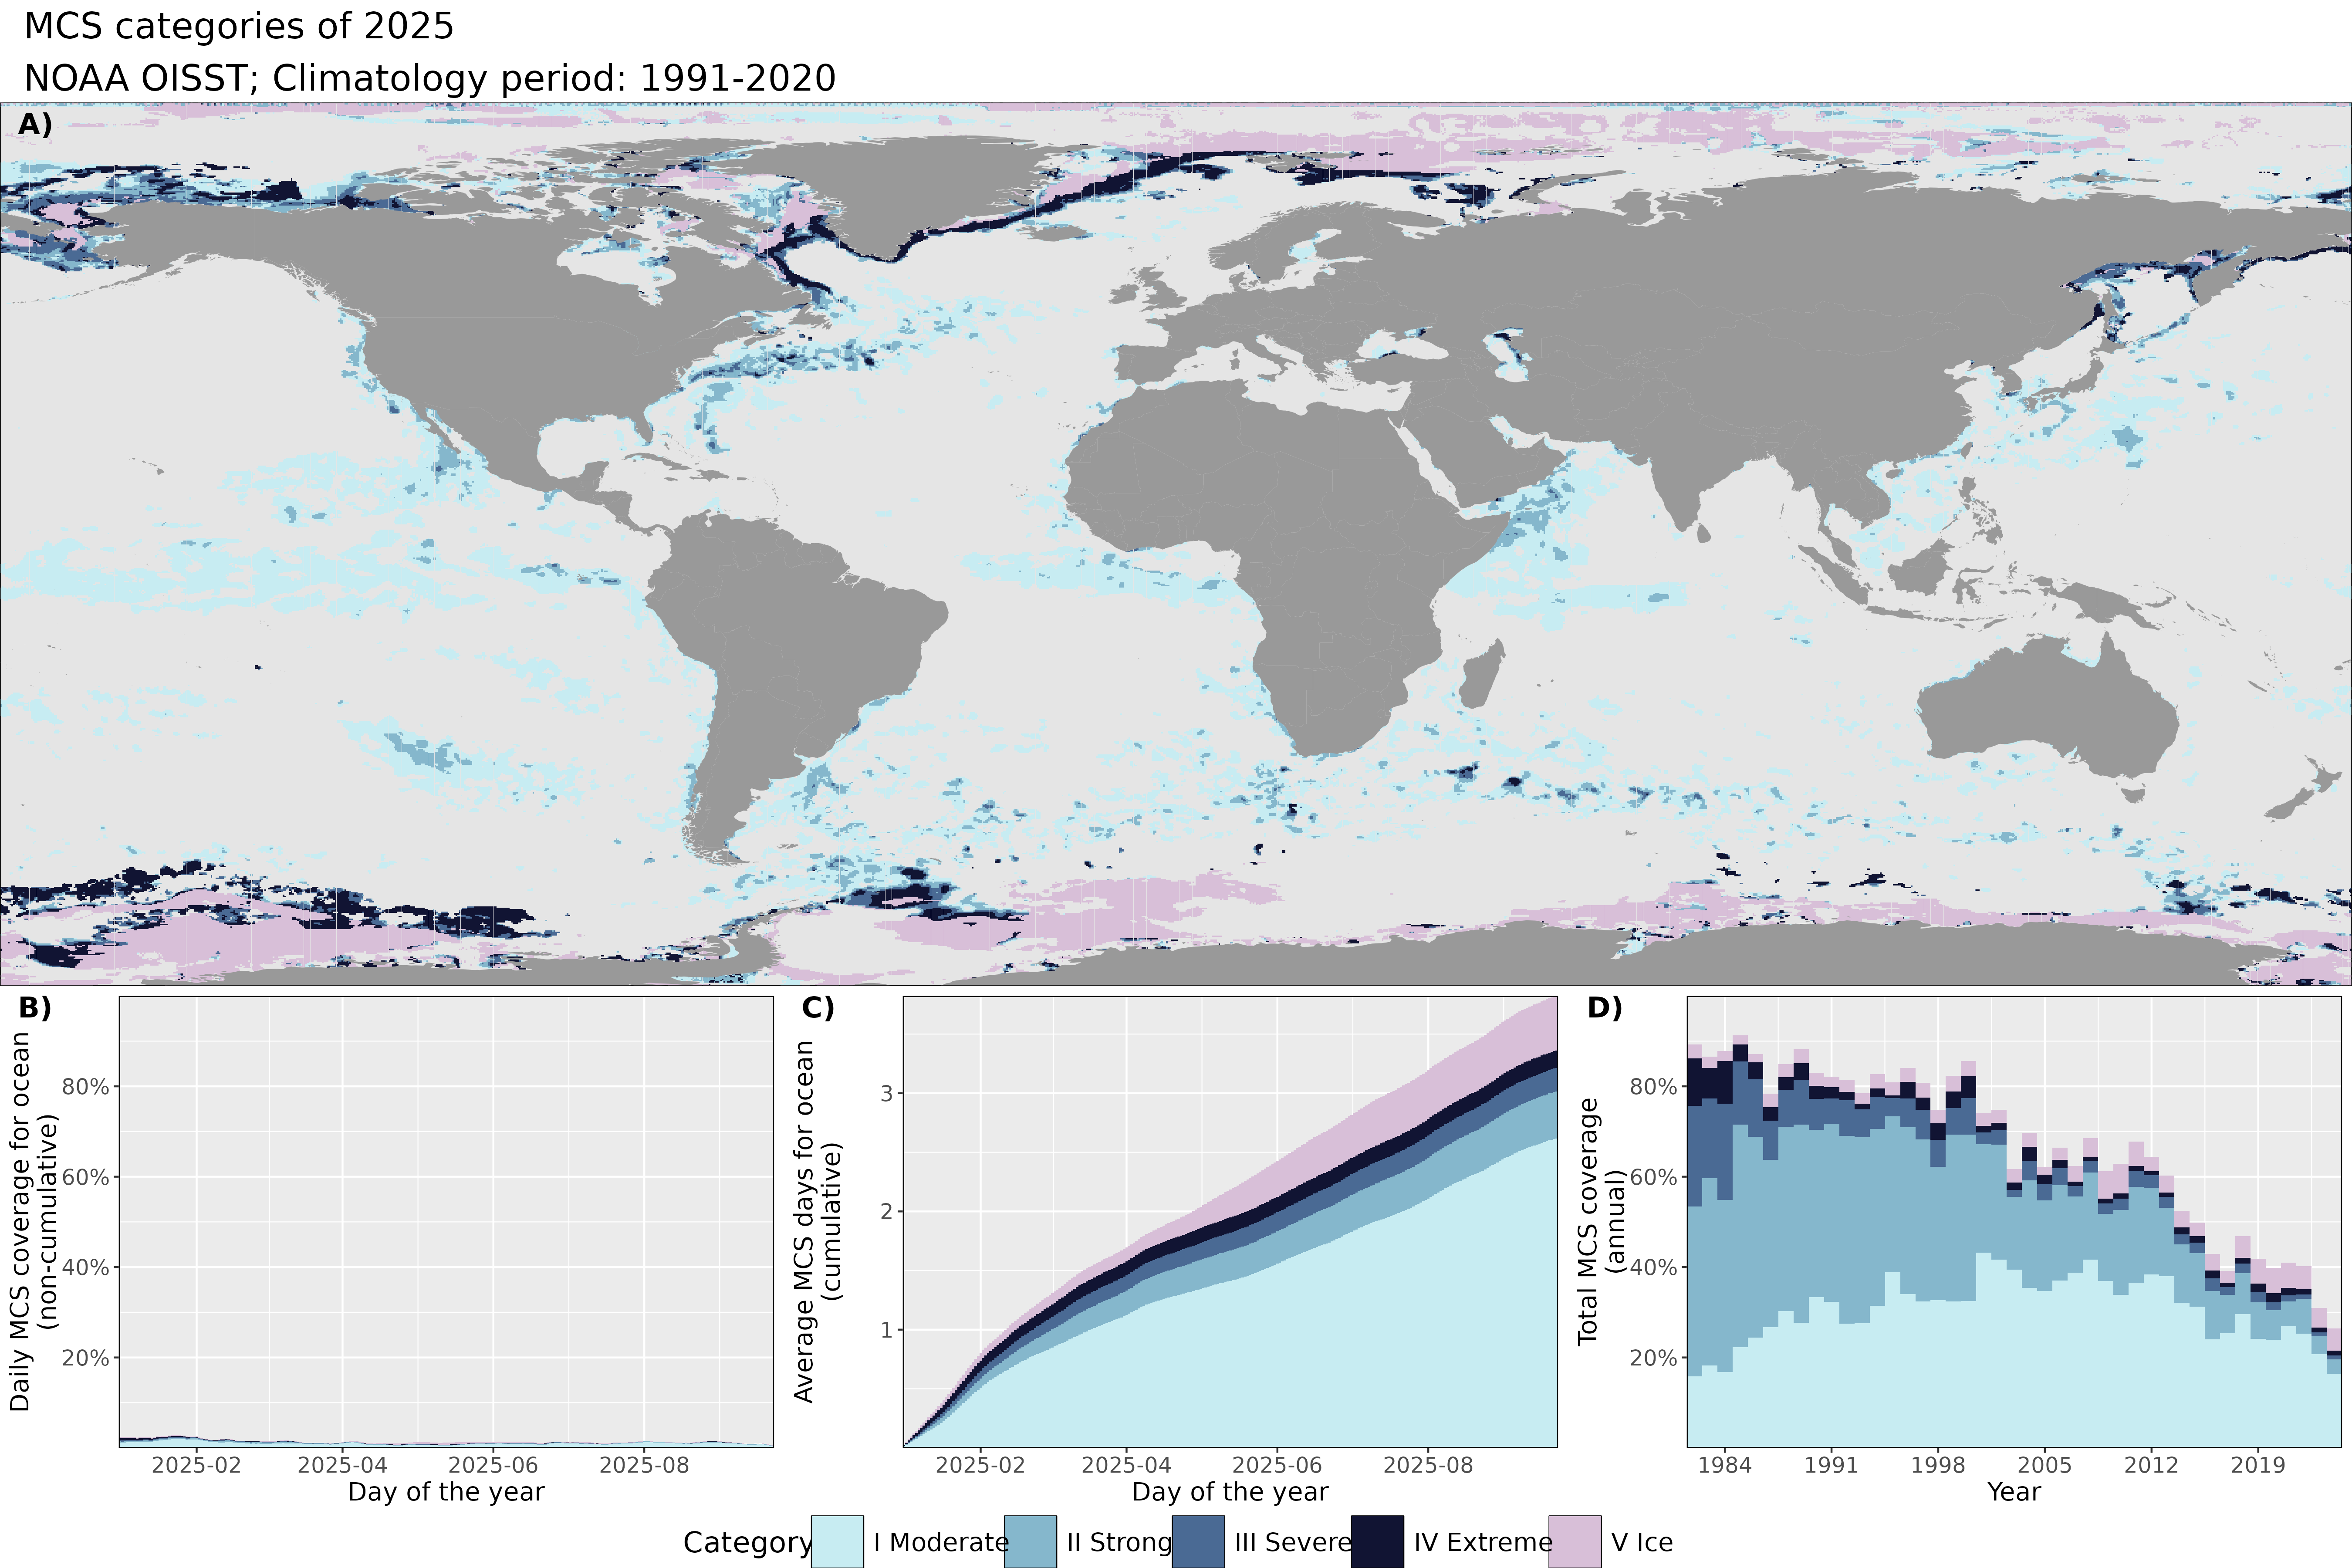 MCS categories of 2025
NOAA OISST; Climatology period: 1991-2020
A)
B)
Daily MCS coverage for ocean
(non-cumulative)
80%
60%
40%
20%
2025-02 2025-04 2025-06 2025-08
Day of the year
C)
Average MCS days for ocean
(cumulative)
3
2
1
2025-02 2025-04 2025-06 2025-08
Day of the year
D)
Total MCS coverage
(annual)
80%
60%
40%
20%
1984 1991 1998 2005 2012 2019
Year
Category I Moderate II Strong III Severe IV Extreme V Ice